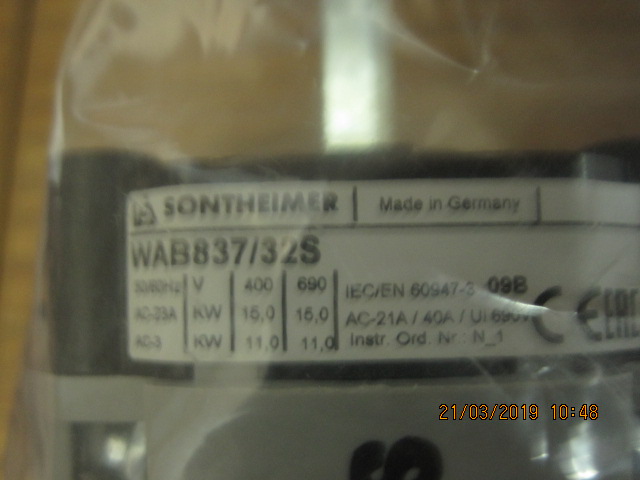 SONTHEIMER Made in Germany
WAB837/32S
50/60Hz V 400 690 IEC/EN 60947-3 09B
AC-23A KW 15,0 15,0 AC-21A / 40A / Ui 690V CE EAC
AC-3 KW 11,0 11,0 Instr. Ord. Nr.: N_1
21/03/2019 10:48